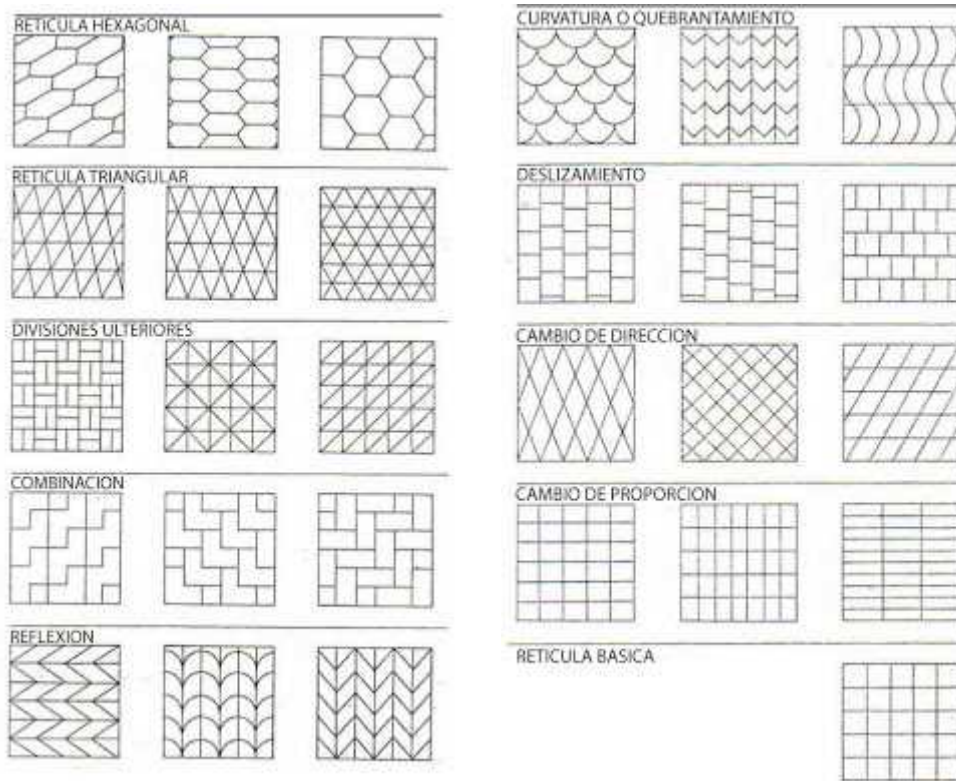 RETICULA HEXAGONAL
RETICULA TRIANGULAR
DIVISIONES ULTERIORES
COMBINACION
REFLEXION
CURVATURA O QUEBRANTAMIENTO
DESLIZAMIENTO
CAMBIO DE DIRECCION
CAMBIO DE PROPORCION
RETICULA BASICA